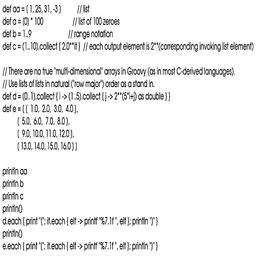 def aa = [ 1, 25, 31, -3 ] // list
def a = [0] * 100 // list of 100 zeroes
def b = 1..9 // range notation
def c = (1..10).collect { 2.0**it } // each output element is 2**(corresponding invoking list element)
// There are no true "multi-dimensional" arrays in Groovy (as in most C-derived languages).
// Use lists of lists in natural ("row major") order as a stand in.
def d = (0..1).collect { i -> (1..5).collect { j -> 2**(5*i+j) as double } }
def e = [ [ 1.0, 2.0, 3.0, 4.0 ],
[ 5.0, 6.0, 7.0, 8.0 ],
[ 9.0, 10.0, 11.0, 12.0 ],
[ 13.0, 14.0, 15.0, 16.0 ] ]
println aa
println b
println c
println()
d.each { print "["; it.each { elt -> printf "%7.1f ", elt }; println "]" }
println()
e.each { print "["; it.each { elt -> printf "%7.1f ", elt }; println "]" }